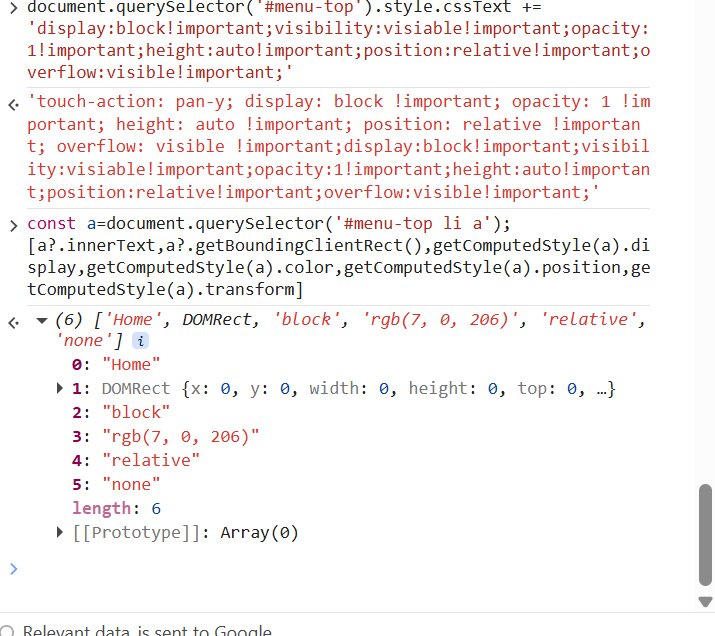 document.querySelector('#menu-top').style.cssText +=
'display:block!important;visibility:visiable!important;opacity:
1!important;height:auto!important;position:relative!important;o
verflow:visible!important;'
'touch-action: pan-y; display: block !important; opacity: 1 !im
portant; height: auto !important; position: relative !importan
t; overflow: visible !important;display:block!important;visibil
ity:visiable!important;opacity:1!important;height:auto!importan
t;position:relative!important;overflow:visible!important;'
const a=document.querySelector('#menu-top li a');
[a?.innerText,a?.getBoundingClientRect(),getComputedStyle(a).di
splay,getComputedStyle(a).color,getComputedStyle(a).position,ge
tComputedStyle(a).transform]
(6) ['Home', DOMRect, 'block', 'rgb(7, 0, 206)', 'relative',
'none'] i
0: "Home"
1: DOMRect {x: 0, y: 0, width: 0, height: 0, top: 0, …}
2: "block"
3: "rgb(7, 0, 206)"
4: "relative"
5: "none"
length: 6
[[Prototype]]: Array(0)
Relevant data is sent to Google